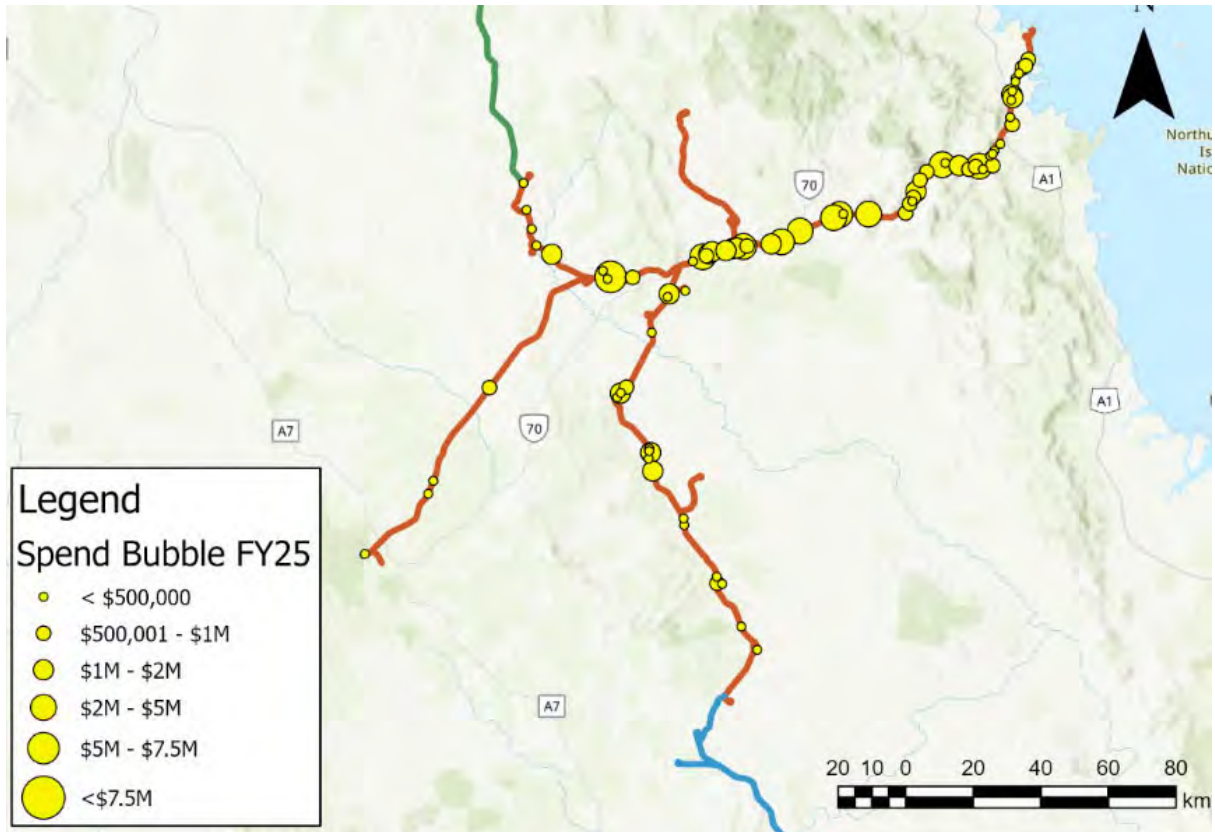 N
70
A1
A1
A7
70
A7
Legend
Spend Bubble FY25
< $500,000
$500,001 - $1M
$1M - $2M
$2M - $5M
$5M - $7.5M
<$7.5M
20 10 0 20 40 60 80
km